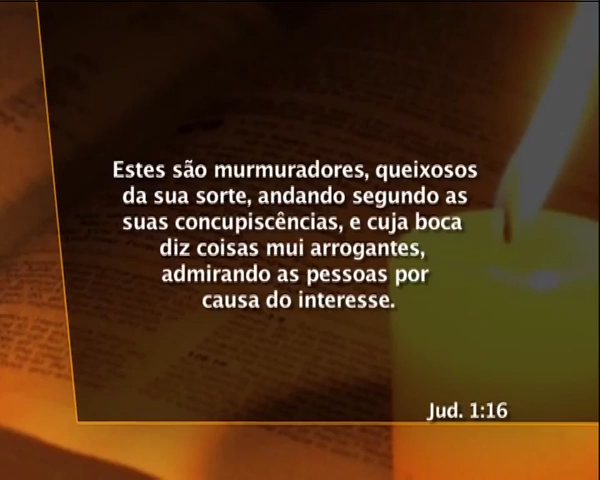 Estes são murmuradores, queixosos
da sua sorte, andando segundo as
suas concupiscências, e cuja boca
diz coisas mui arrogantes,
admirando as pessoas por
causa do interesse.
Jud. 1:16